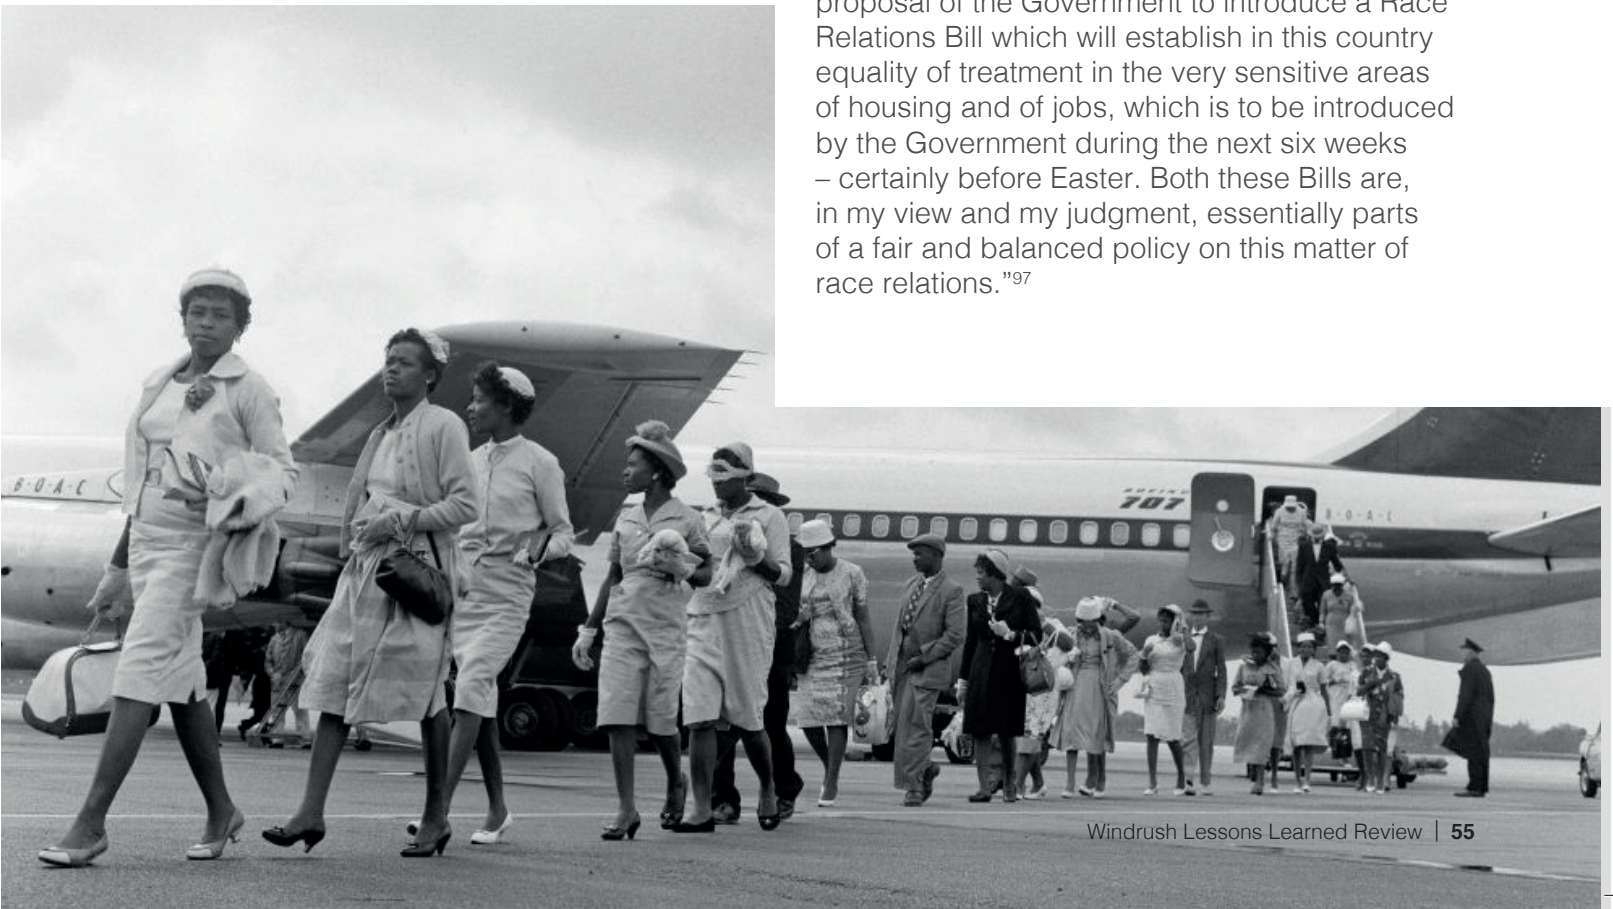 proposal of the Government to introduce a Race
Relations Bill which will establish in this country
equality of treatment in the very sensitive areas
of housing and of jobs, which is to be introduced
by the Government during the next six weeks
– certainly before Easter. Both these Bills are,
in my view and my judgment, essentially parts
of a fair and balanced policy on this matter of
race relations.”97
B·O·A·C
BOEING
707
B·O·A·C
Windrush Lessons Learned Review | 55